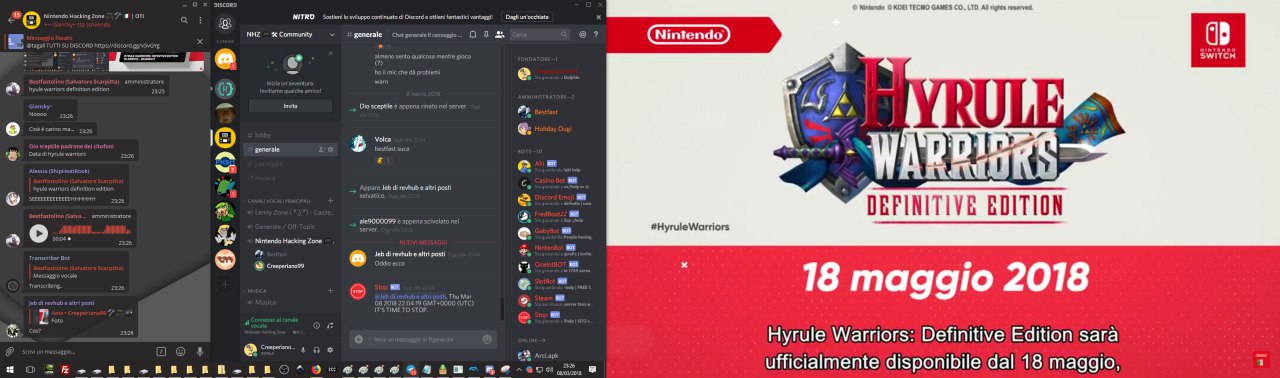 Nintendo Hacking Zone
OTI
Giancky~ sta scrivendo
Messaggio fissato
@tagall TUTTI SU DISCORD https://discord.gg/vSvGYg
Bestfastolino (Salvatore Scarpitta) amministratore
hyrule warriors definition edition
23:25
Giancky~
Noooo
23:26
Cioè è carino ma...
23:26
Dio sceptile padrone dei citofoni
Data di hyrule warriors
23:26
Alessia (ShipHeatRook)
Bestfastolino (Salvatore Scarpitta)
hyule warriors definition edition
SEEEEEEEEEEEEHHHHHH
23:26
Bestfastolino (Salva... amministratore
00:04
23:26
Transcriber Bot
Bestfastolino (Salvatore Scarpitta)
Messaggio vocale
Transcribing..
23:26
Jeb di revhub e altri posti
Ame • Creeperiano99
Foto
Cos?
23:26
Scrivi un messaggio...
DISCORD
NHZ
Community
Inizia un'avventura.
Invitiamo qualche amico!
Invita
lobby
generale
cazzeggio
musica
CANALI VOCALI PRINCIPALI
Lenny Zone
Generale / Off-Topic
Nintendo Hacking Zone
Bestfast
Creeperiano99
MUSICA
Musica
Connesso al canale
vocale
Creeperiano...
NITRO
Sostieni lo sviluppo continuato di Discord e ottieni fantastici vantaggi!
Dagli un'occhiata
# generale
Chat generale Il cazzeggio ...
Cerca
almeno sento qualcosa mentre gioco
(?)
ho il mic che dà problemi
warn
8 marzo 2018
Dio sceptile è appena rinato nel server.
Volca
bestfast suca
Appare Jeb di revhub e altri posti
selvatico.
ale9000099 è appena scivolato nel
server.
NUOVI MESSAGGI
Jeb di revhub e altri posti
Oddio ecco
Stop BOT
@Jeb di revhub e altri posti, Thu Mar
08 2018 22:04:19 GMT+0000 (UTC)
IT'S TIME TO STOP.
Invia un messaggio in #generale
FONDATORE—1
AMMINISTRATORE—2
Bestfast
Holiday Ougi
BOTS—10
Aki BOT
Casino Bot BOT
Discord Emoji BOT
FredBoat BOT
GabyBot BOT
NintenBot BOT
OcelotBOT BOT
SlotBot BOT
Steam BOT
Stop BOT
ONLINE—9
Arci.apk
23:26
08/03/2018
© Nintendo © KOEI TECMO GAMES CO., LTD. All rights reserved.
Nintendo
NINTENDO
SWITCH
HYRULE
WARRIORS
DEFINITIVE EDITION
#HyruleWarriors
18 maggio 2018
Hyrule Warriors: Definitive Edition sarà
ufficialmente disponibile dal 18 maggio,